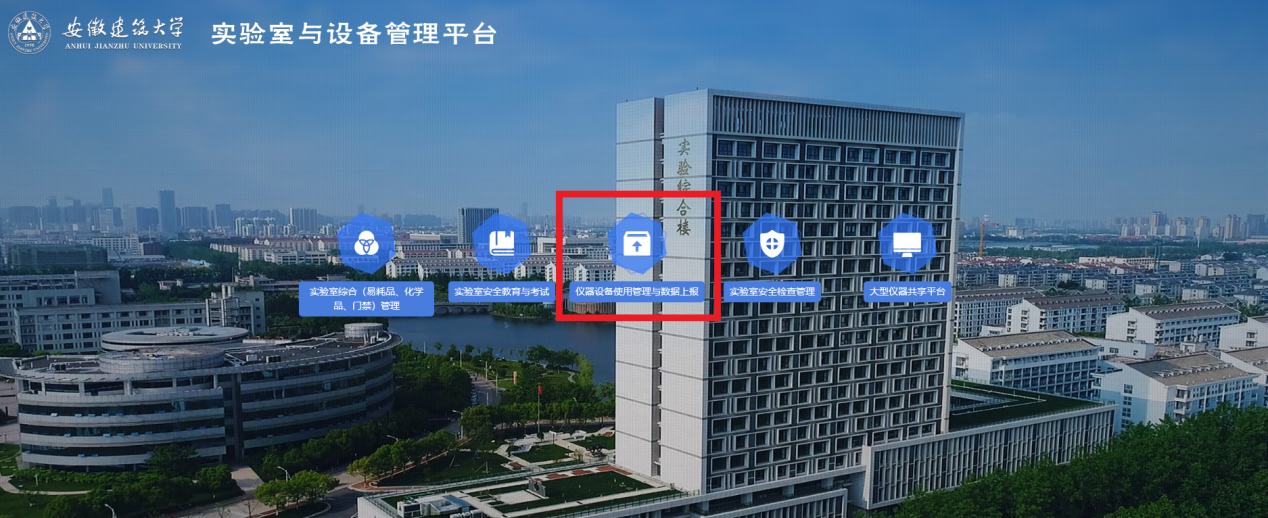 安徽建筑大学
ANHUI JIANZHU UNIVERSITY
实验室与设备管理平台
实验综合楼
实验室综合（易耗品、化学
品、门禁）管理
实验室安全教育与考试
仪器设备使用管理与数据上报
实验室安全检查管理
大型仪器共享平台